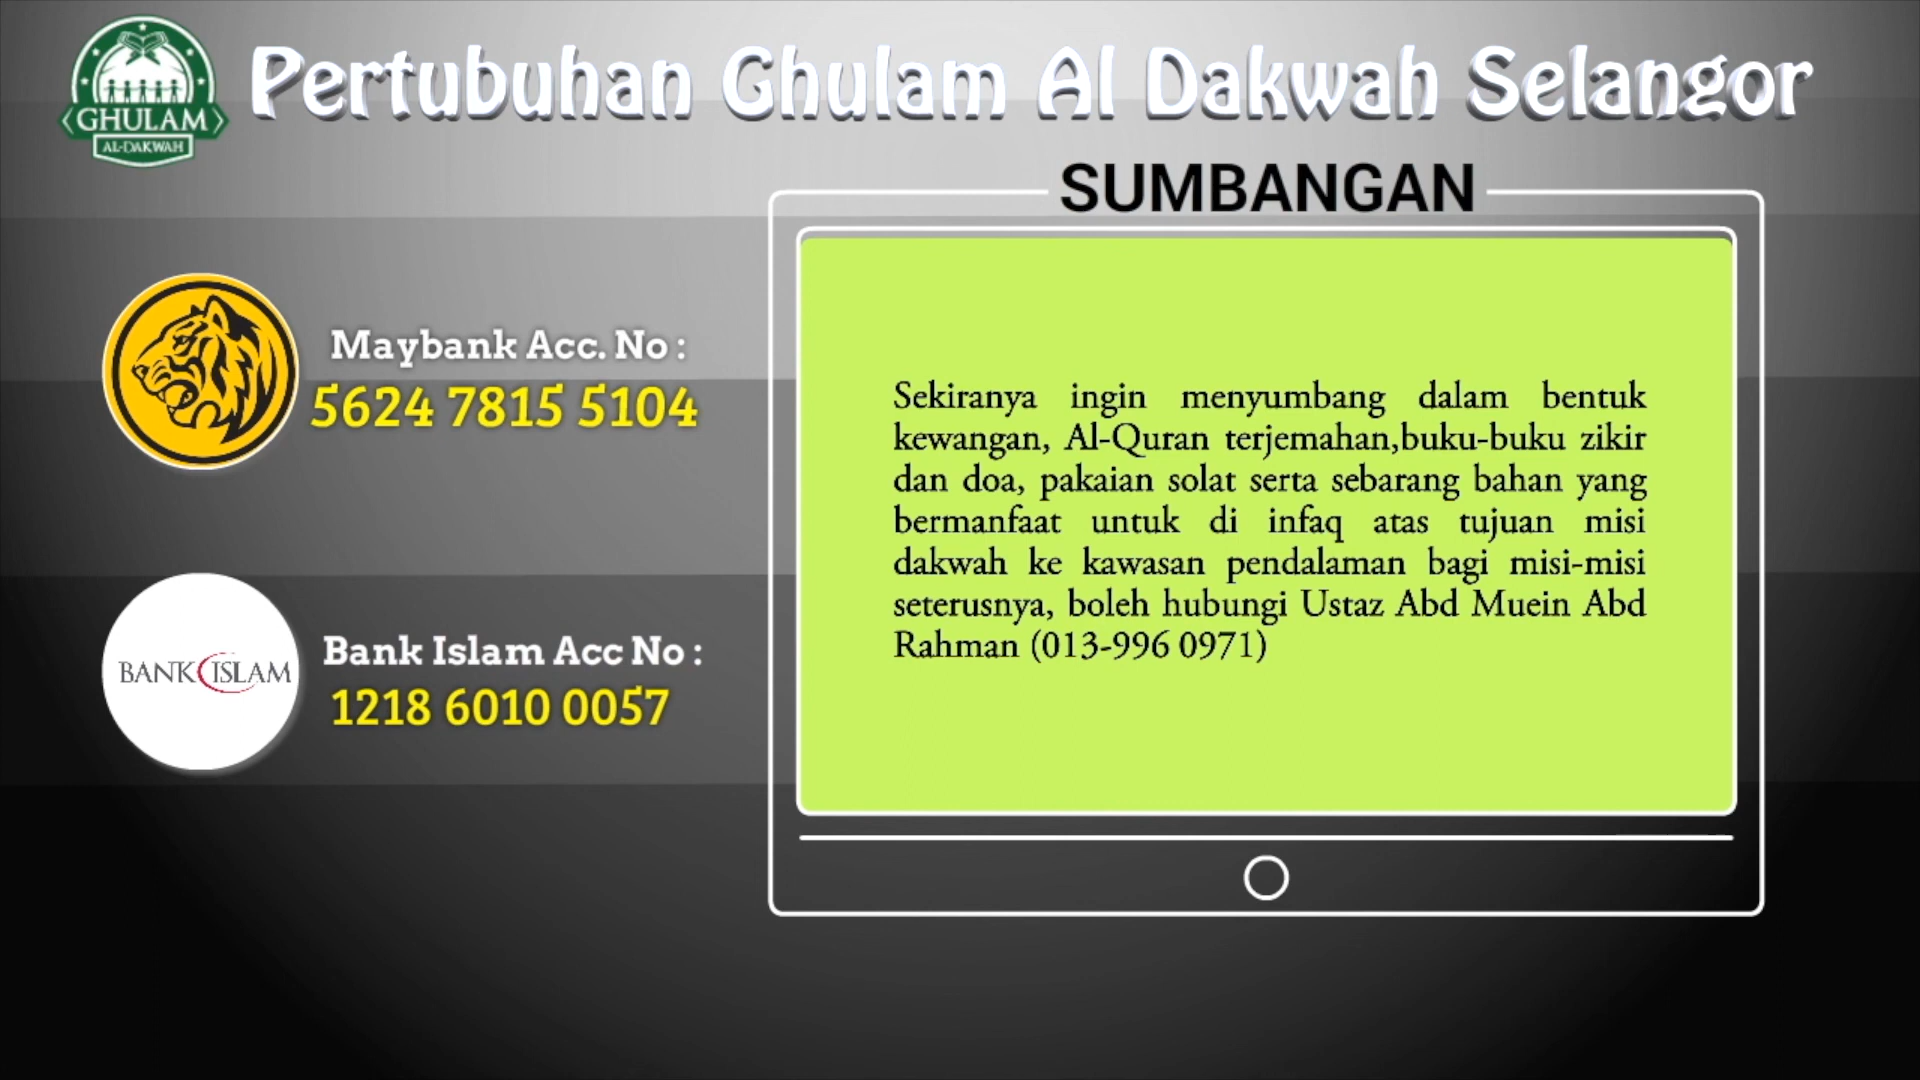 GHULAM
AL-DAKWAH
Pertubuhan Ghulam Al Dakwah Selangor
SUMBANGAN
Maybank Acc. No :
5624 7815 5104
BANK ISLAM
Bank Islam Acc No :
1218 6010 0057
Sekiranya ingin menyumbang dalam bentuk
kewangan, Al-Quran terjemahan,buku-buku zikir
dan doa, pakaian solat serta sebarang bahan yang
bermanfaat untuk di infaq atas tujuan misi
dakwah ke kawasan pendalaman bagi misi-misi
seterusnya, boleh hubungi Ustaz Abd Muein Abd
Rahman (013-996 0971)